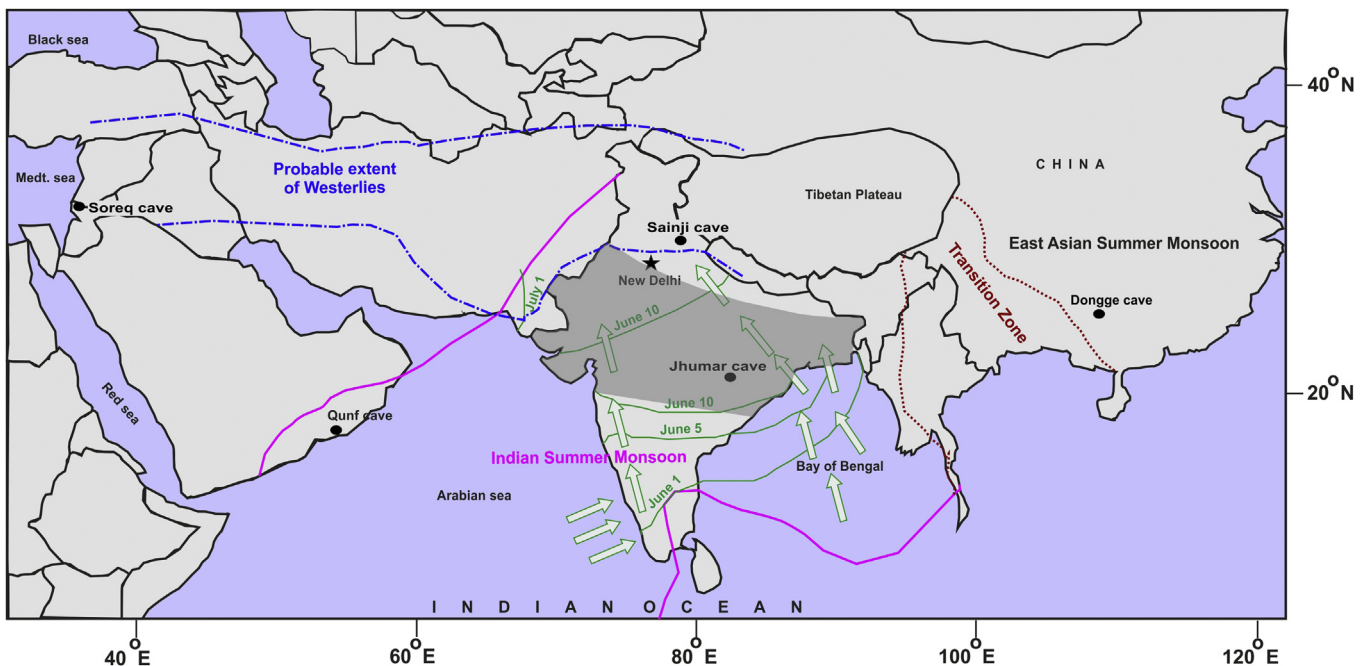 Black sea
40°N
CHINA
Probable extent
of Westerlies
Medt. sea
Tibetan Plateau
Soreq cave
Sainji cave
East Asian Summer Monsoon
Transition Zone
New Delhi
July 1
Dongge cave
June 10
Jhumar cave
20°N
Red sea
June 10
Qunf cave
June 5
Indian Summer Monsoon
Bay of Bengal
June 1
Arabian sea
INDIAN OCEAN
40°E
60°E
80°E
100°E
120°E